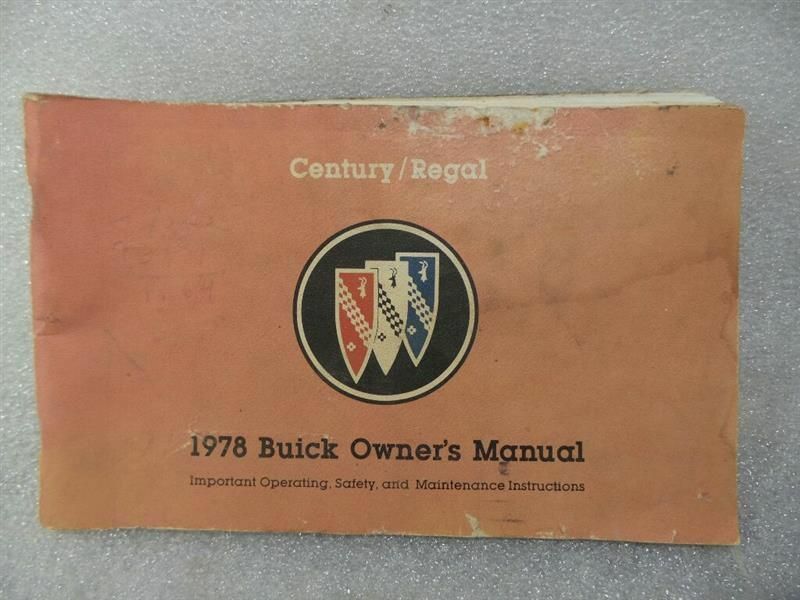 Century/Regal
1978 Buick Owner's Manual
Important Operating, Safety, and Maintenance Instructions